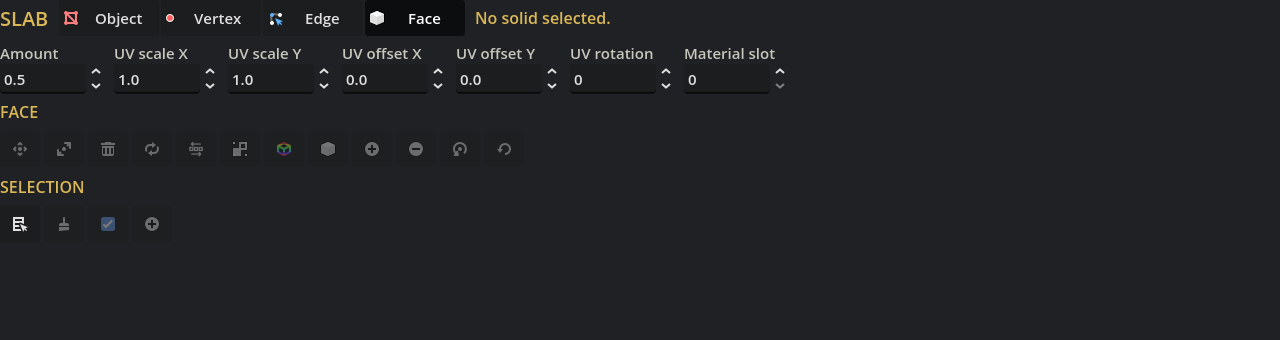 SLAB Object Vertex Edge Face No solid selected.
Amount UV scale X UV scale Y UV offset X UV offset Y UV rotation Material slot
0.5 1.0 1.0 0.0 0.0 0 0
FACE
SELECTION